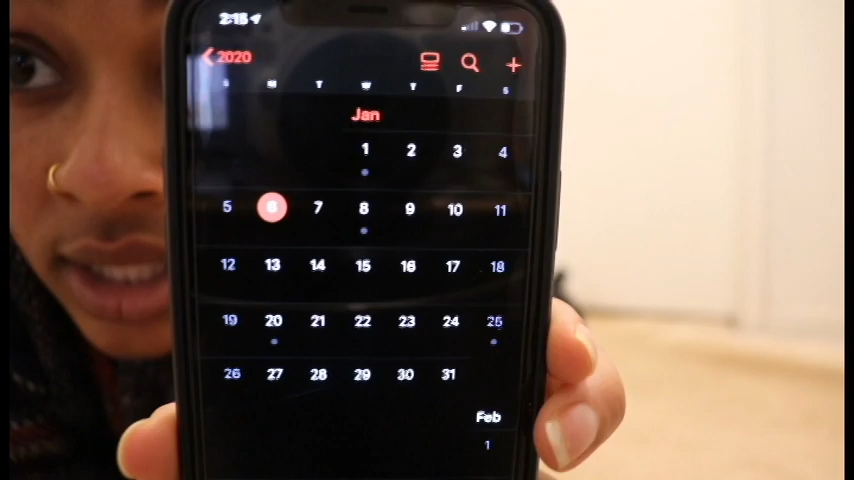 2:15
2020
S M T W T F S
Jan
1 2 3 4
5 6 7 8 9 10 11
12 13 14 15 16 17 18
19 20 21 22 23 24 25
26 27 28 29 30 31
Feb
1